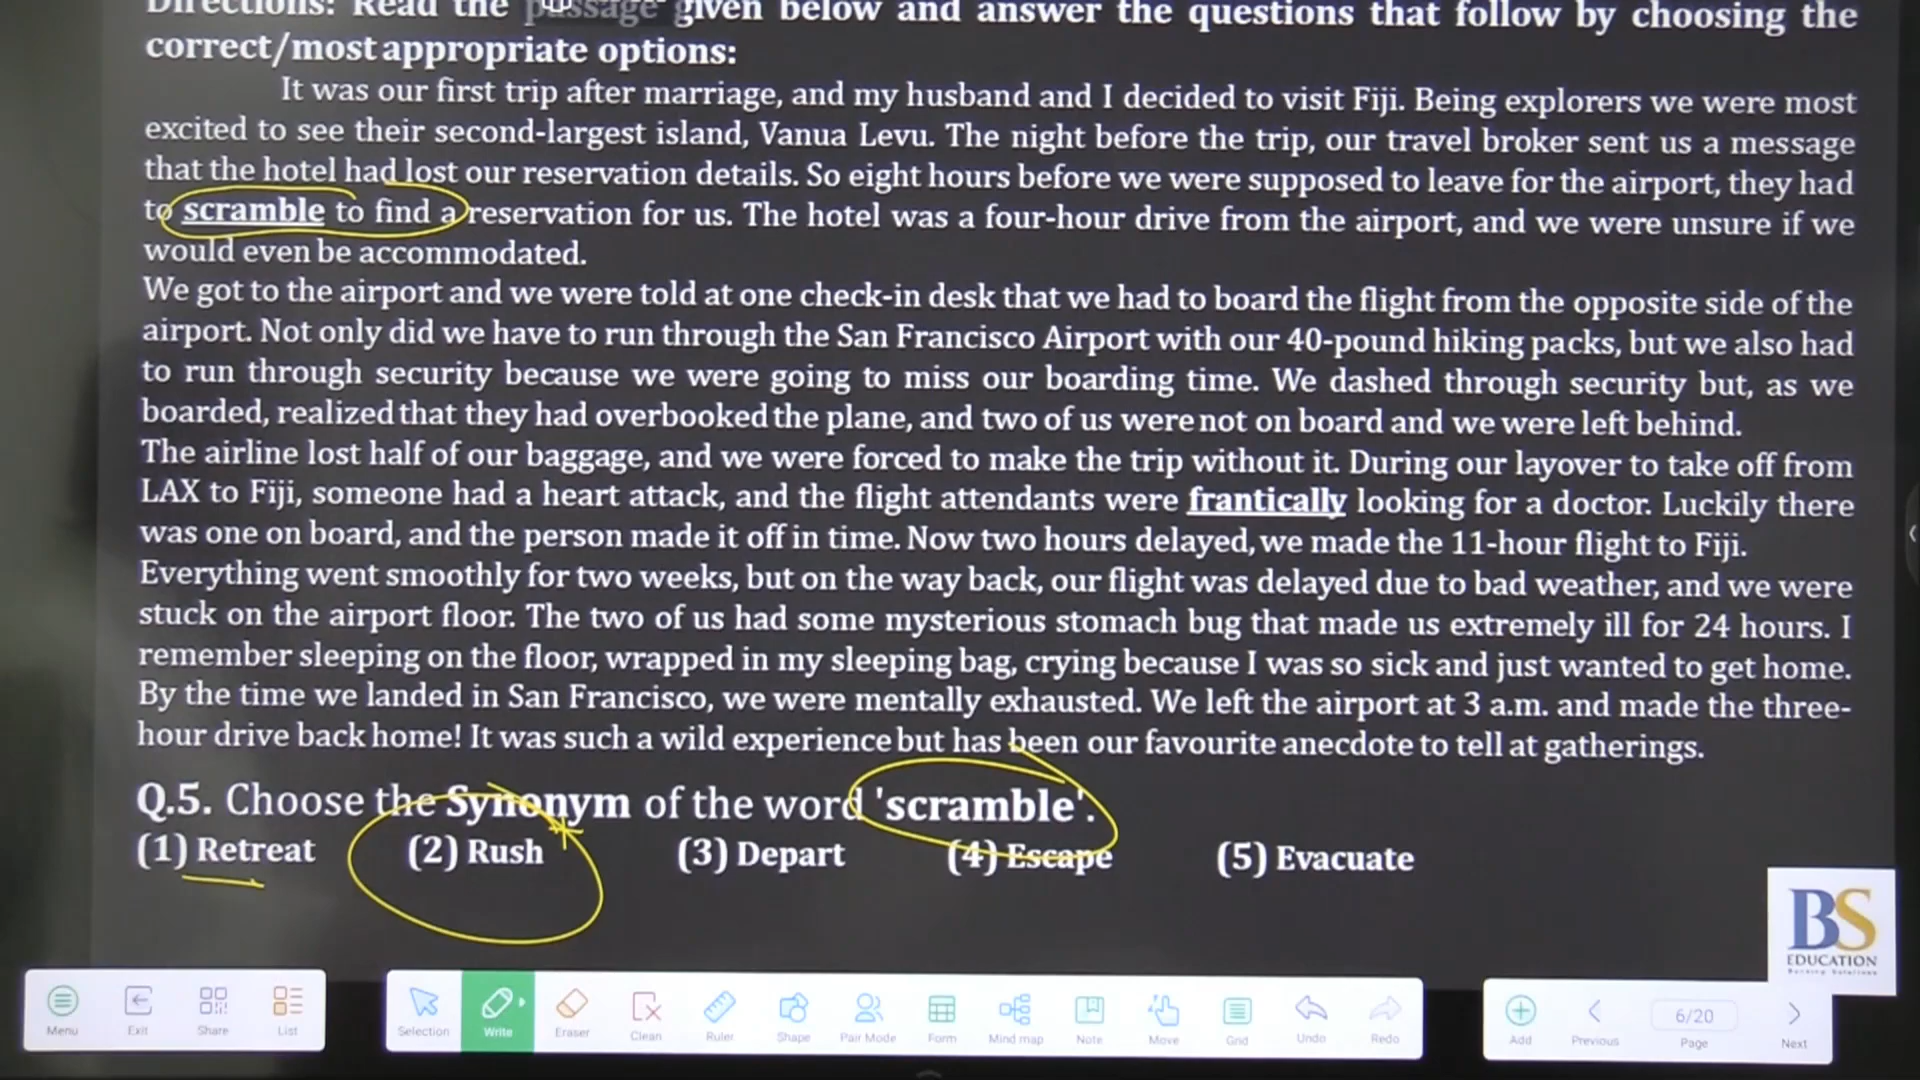 Directions: Read the passage given below and answer the questions that follow by choosing the
correct/most appropriate options:
It was our first trip after marriage, and my husband and I decided to visit Fiji. Being explorers we were most
excited to see their second-largest island, Vanua Levu. The night before the trip, our travel broker sent us a message
that the hotel had lost our reservation details. So eight hours before we were supposed to leave for the airport, they had
to scramble to find a reservation for us. The hotel was a four-hour drive from the airport, and we were unsure if we
would even be accommodated.
We got to the airport and we were told at one check-in desk that we had to board the flight from the opposite side of the
airport. Not only did we have to run through the San Francisco Airport with our 40-pound hiking packs, but we also had
to run through security because we were going to miss our boarding time. We dashed through security but, as we
boarded, realized that they had overbooked the plane, and two of us were not on board and we were left behind.
The airline lost half of our baggage, and we were forced to make the trip without it. During our layover to take off from
LAX to Fiji, someone had a heart attack, and the flight attendants were frantically looking for a doctor. Luckily there
was one on board, and the person made it off in time. Now two hours delayed, we made the 11-hour flight to Fiji.
Everything went smoothly for two weeks, but on the way back, our flight was delayed due to bad weather, and we were
stuck on the airport floor. The two of us had some mysterious stomach bug that made us extremely ill for 24 hours. I
remember sleeping on the floor, wrapped in my sleeping bag, crying because I was so sick and just wanted to get home.
By the time we landed in San Francisco, we were mentally exhausted. We left the airport at 3 a.m. and made the three-
hour drive back home! It was such a wild experience but has been our favourite anecdote to tell at gatherings.
Q.5. Choose the Synonym of the word 'scramble'.
(1) Retreat (2) Rush (3) Depart (4) Escape (5) Evacuate
BS
EDUCATION
Menu Exit Share List Selection Write Eraser Clean Ruler Shape Pair Mode Form Mind map Note Move Grid Undo Redo Add Previous 6/20 Page Next